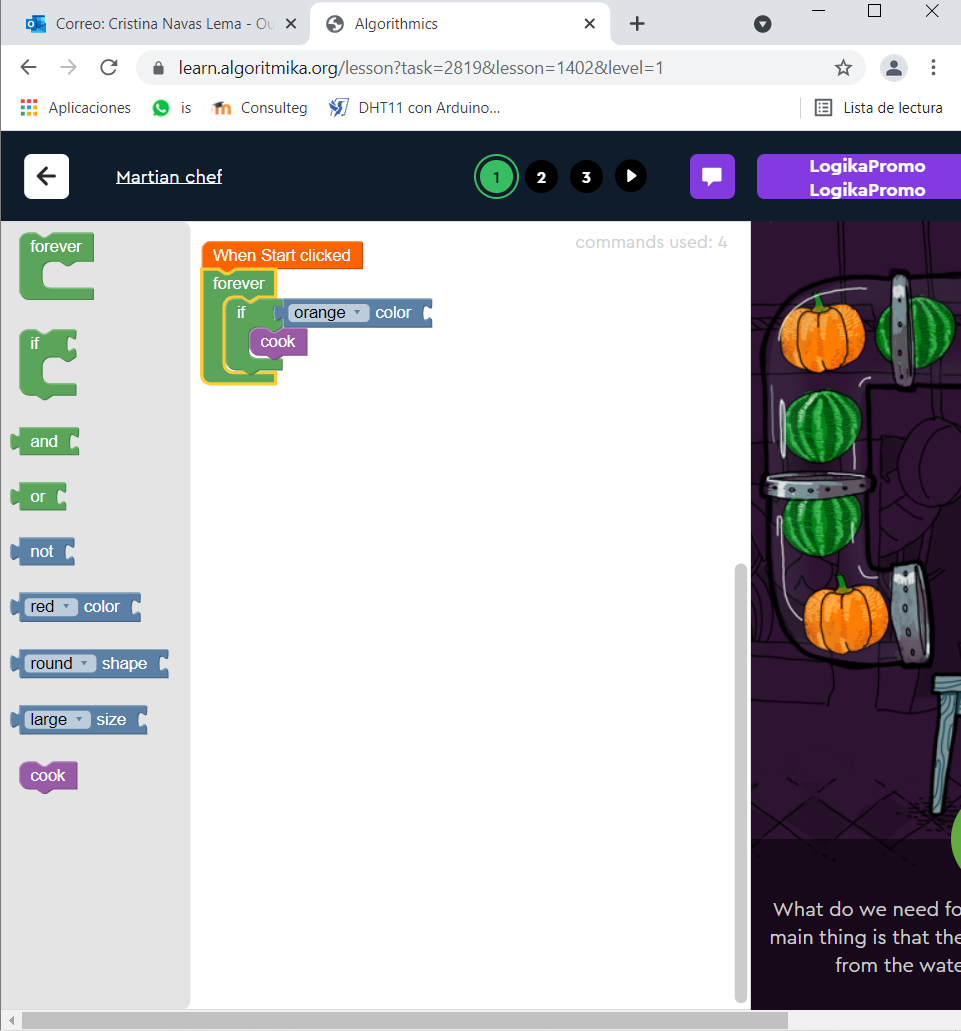 Correo: Cristina Navas Lema - Ou
Algorithmics
learn.algoritmika.org/lesson?task=2819&lesson=1402&level=1
Aplicaciones
is
Consulteg
DHT11 con Arduino...
Lista de lectura
Martian chef
1
2
3
LogikaPromo
LogikaPromo
commands used: 4
forever
if
and
or
not
red color
round shape
large size
cook
When Start clicked
forever
if orange color
cook
What do we need fo
main thing is that the
from the wate